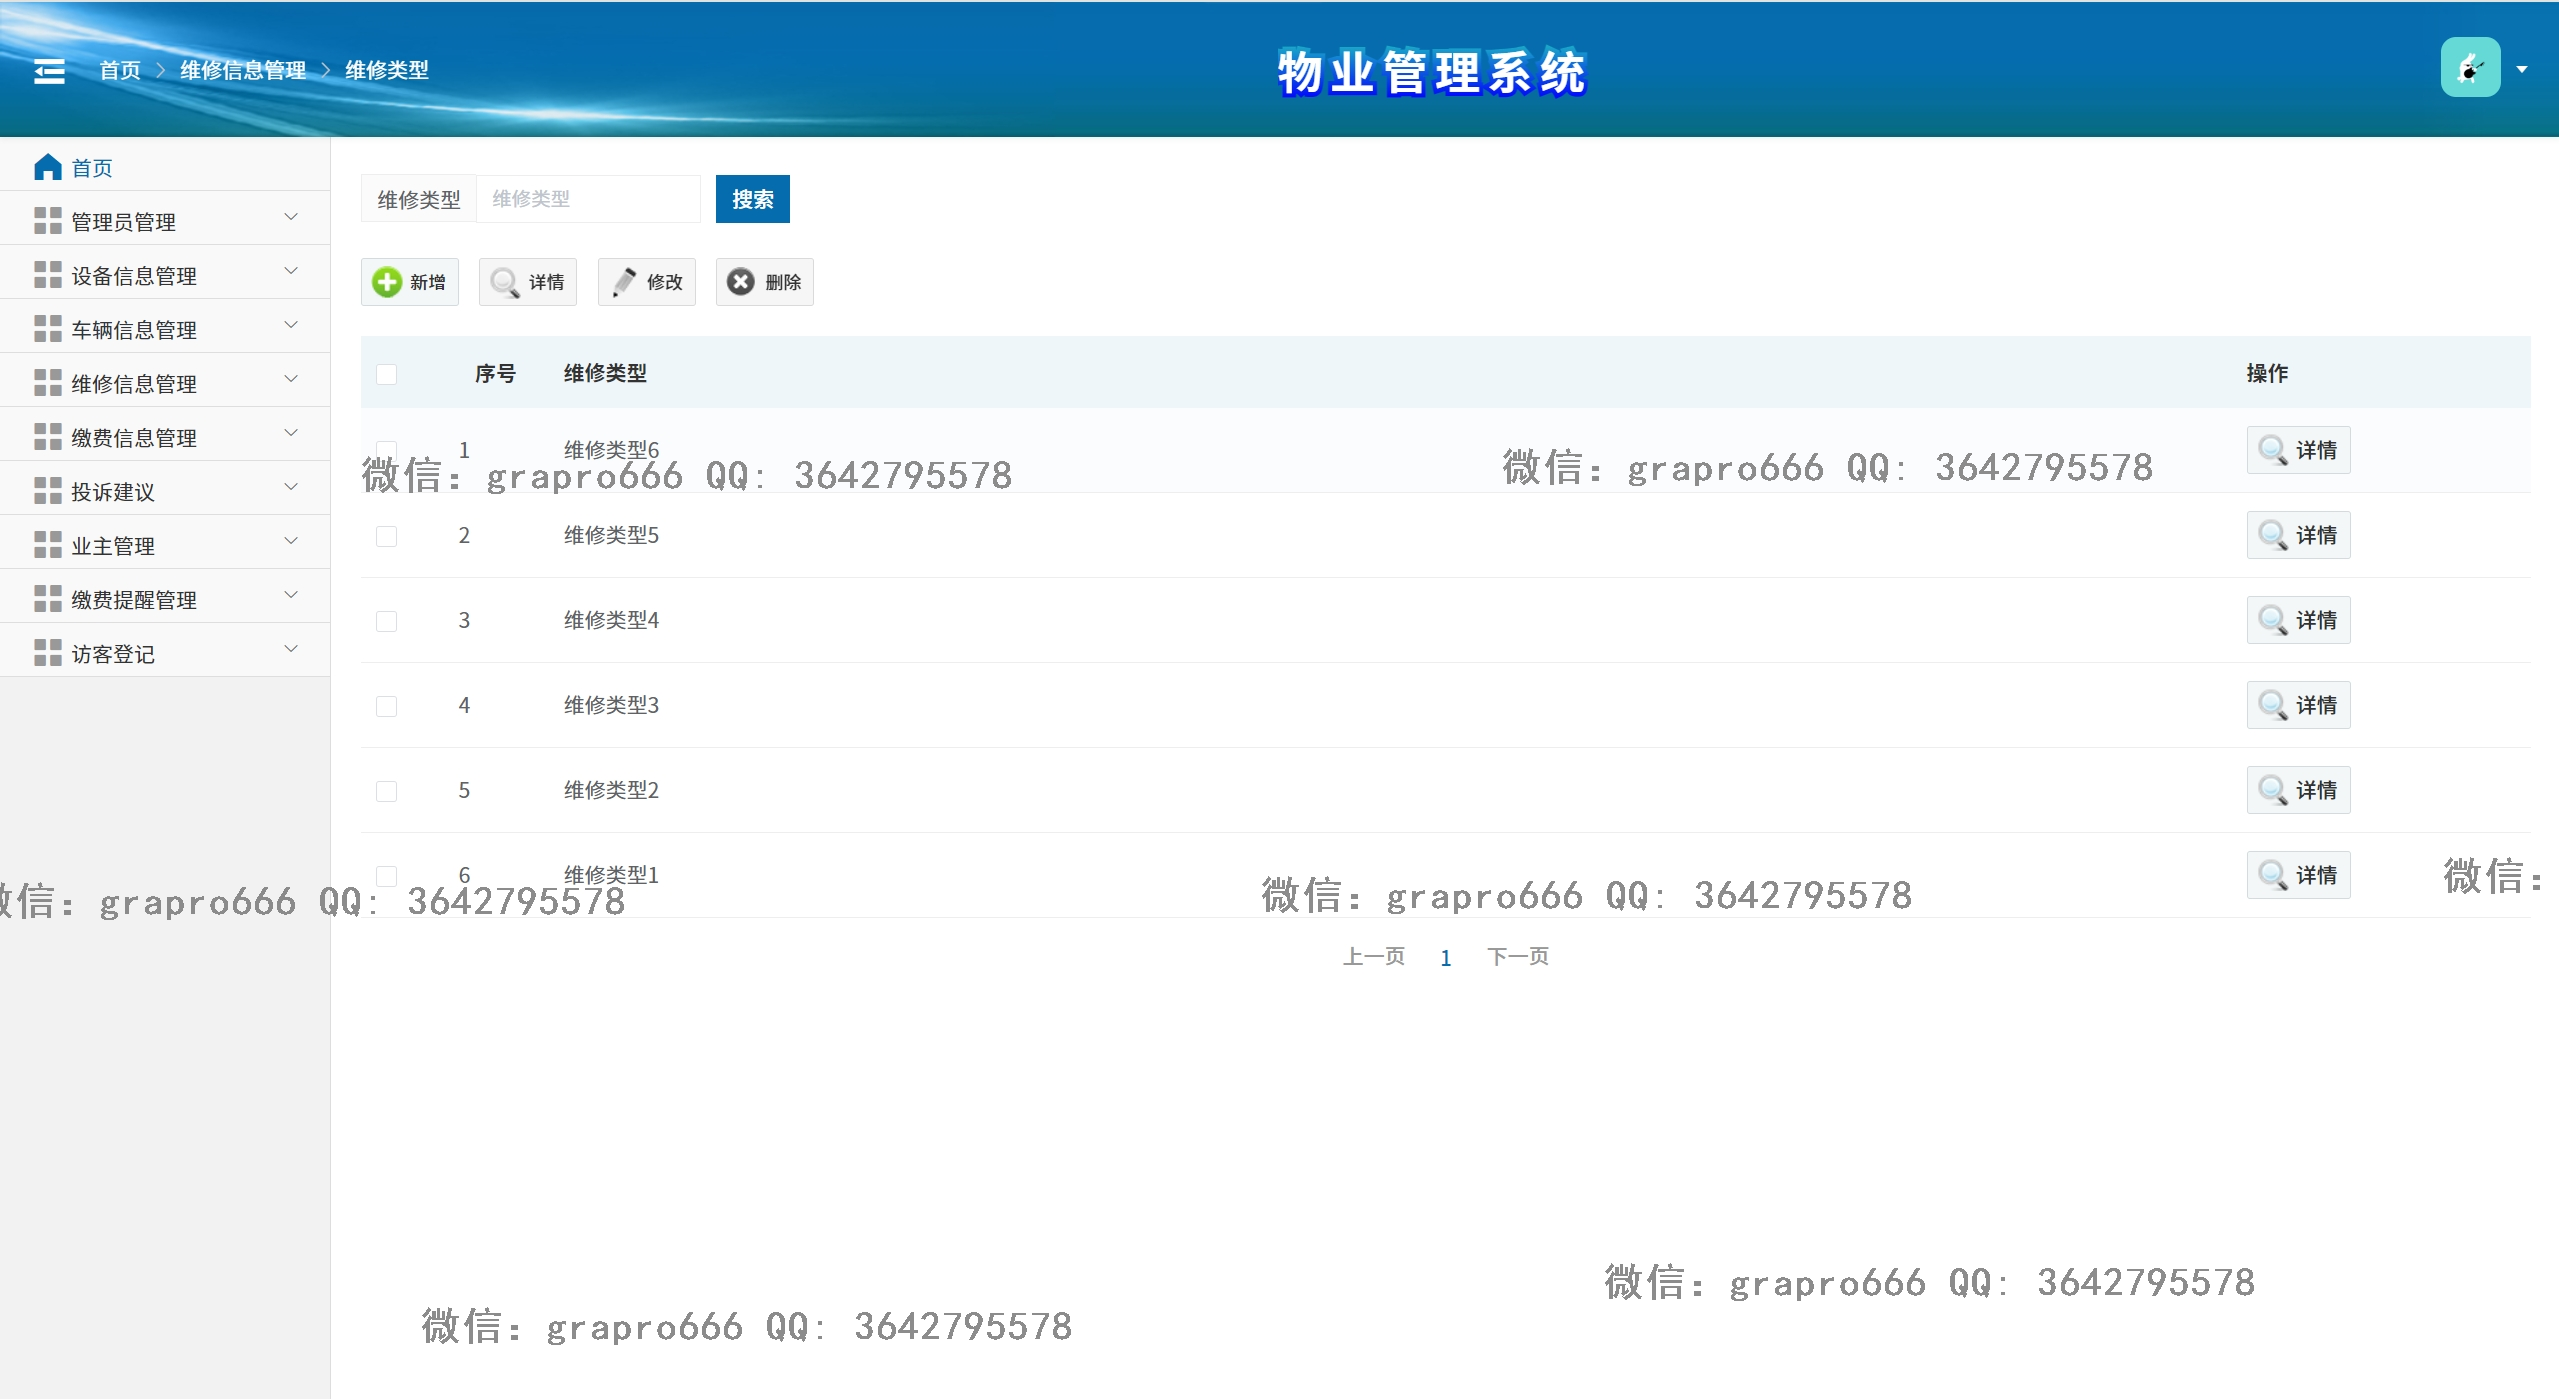 首页 > 维修信息管理 > 维修类型
物业管理系统
首页
管理员管理
设备信息管理
车辆信息管理
维修信息管理
缴费信息管理
投诉建议
业主管理
缴费提醒管理
访客登记
维修类型 维修类型 搜索
新增 详情 修改 删除
序号 维修类型 操作
1 维修类型6 详情
微信: grapro666 QQ: 3642795578
微信: grapro666 QQ: 3642795578
2 维修类型5 详情
3 维修类型4 详情
4 维修类型3 详情
5 维修类型2 详情
6 维修类型1 详情
微信: grapro666 QQ: 3642795578
微信: grapro666 QQ: 3642795578
微信:
上一页 1 下一页
微信: grapro666 QQ: 3642795578
微信: grapro666 QQ: 3642795578